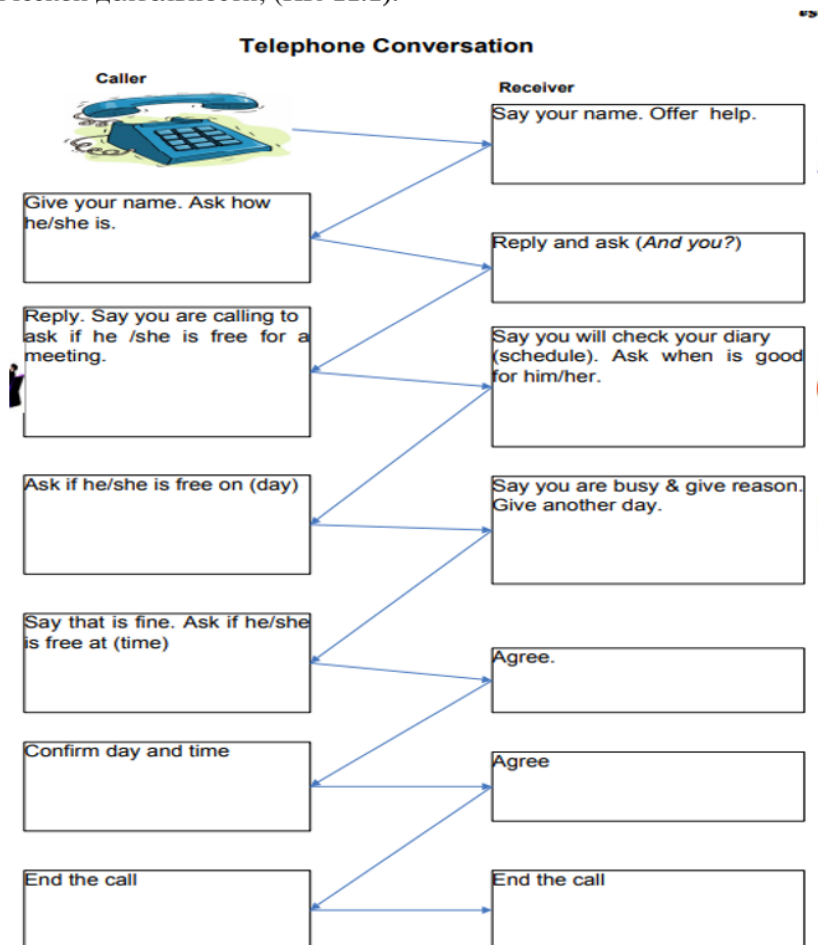 Telephone Conversation
Caller
Receiver
Say your name. Offer help.
Give your name. Ask how
he/she is.
Reply and ask (And you?)
Reply. Say you are calling to
ask if he /she is free for a
meeting.
Say you will check your diary
(schedule). Ask when is good
for him/her.
Ask if he/she is free on (day)
Say you are busy & give reason.
Give another day.
Say that is fine. Ask if he/she
is free at (time)
Agree.
Confirm day and time
Agree
End the call
End the call